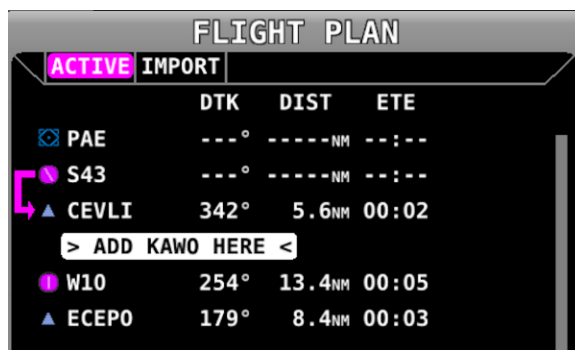 FLIGHT PLAN
ACTIVE IMPORT
DTK DIST ETE
PAE ---° -----NM --:--
S43 ---° -----NM --:--
CEVLI 342° 5.6NM 00:02
> ADD KAWO HERE <
W10 254° 13.4NM 00:05
ECEPO 179° 8.4NM 00:03